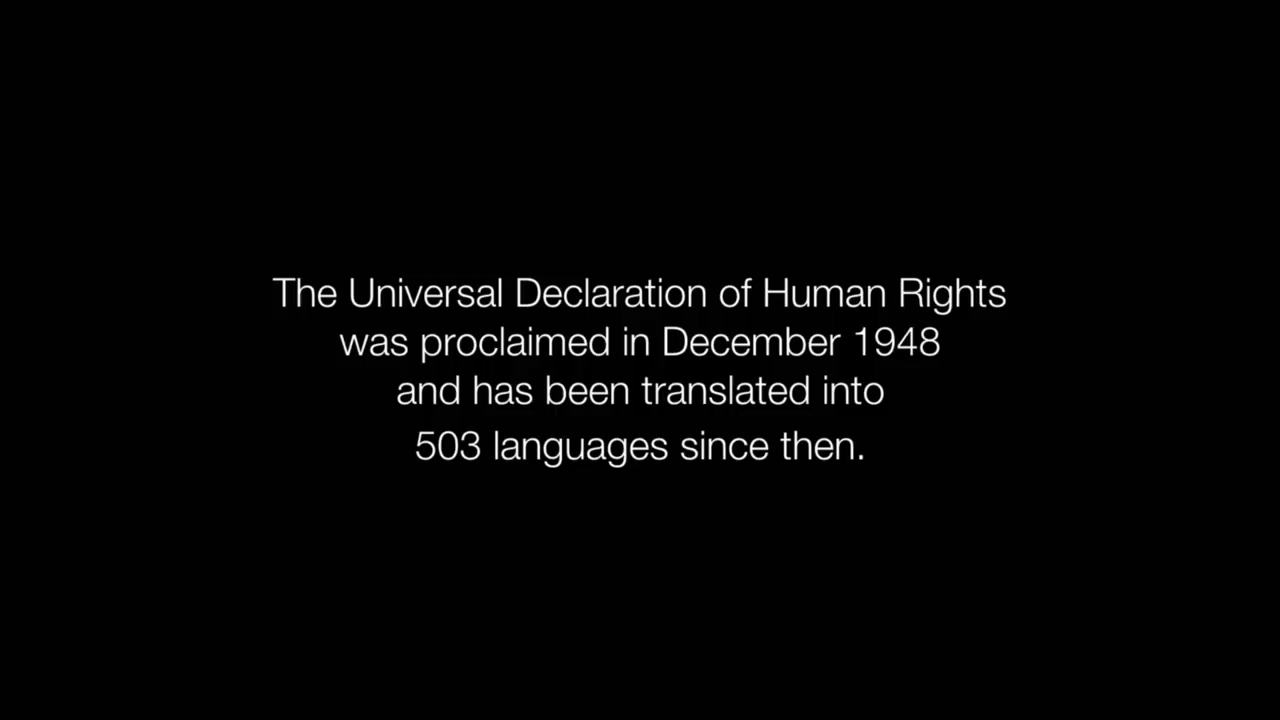 The Universal Declaration of Human Rights
was proclaimed in December 1948
and has been translated into
503 languages since then.